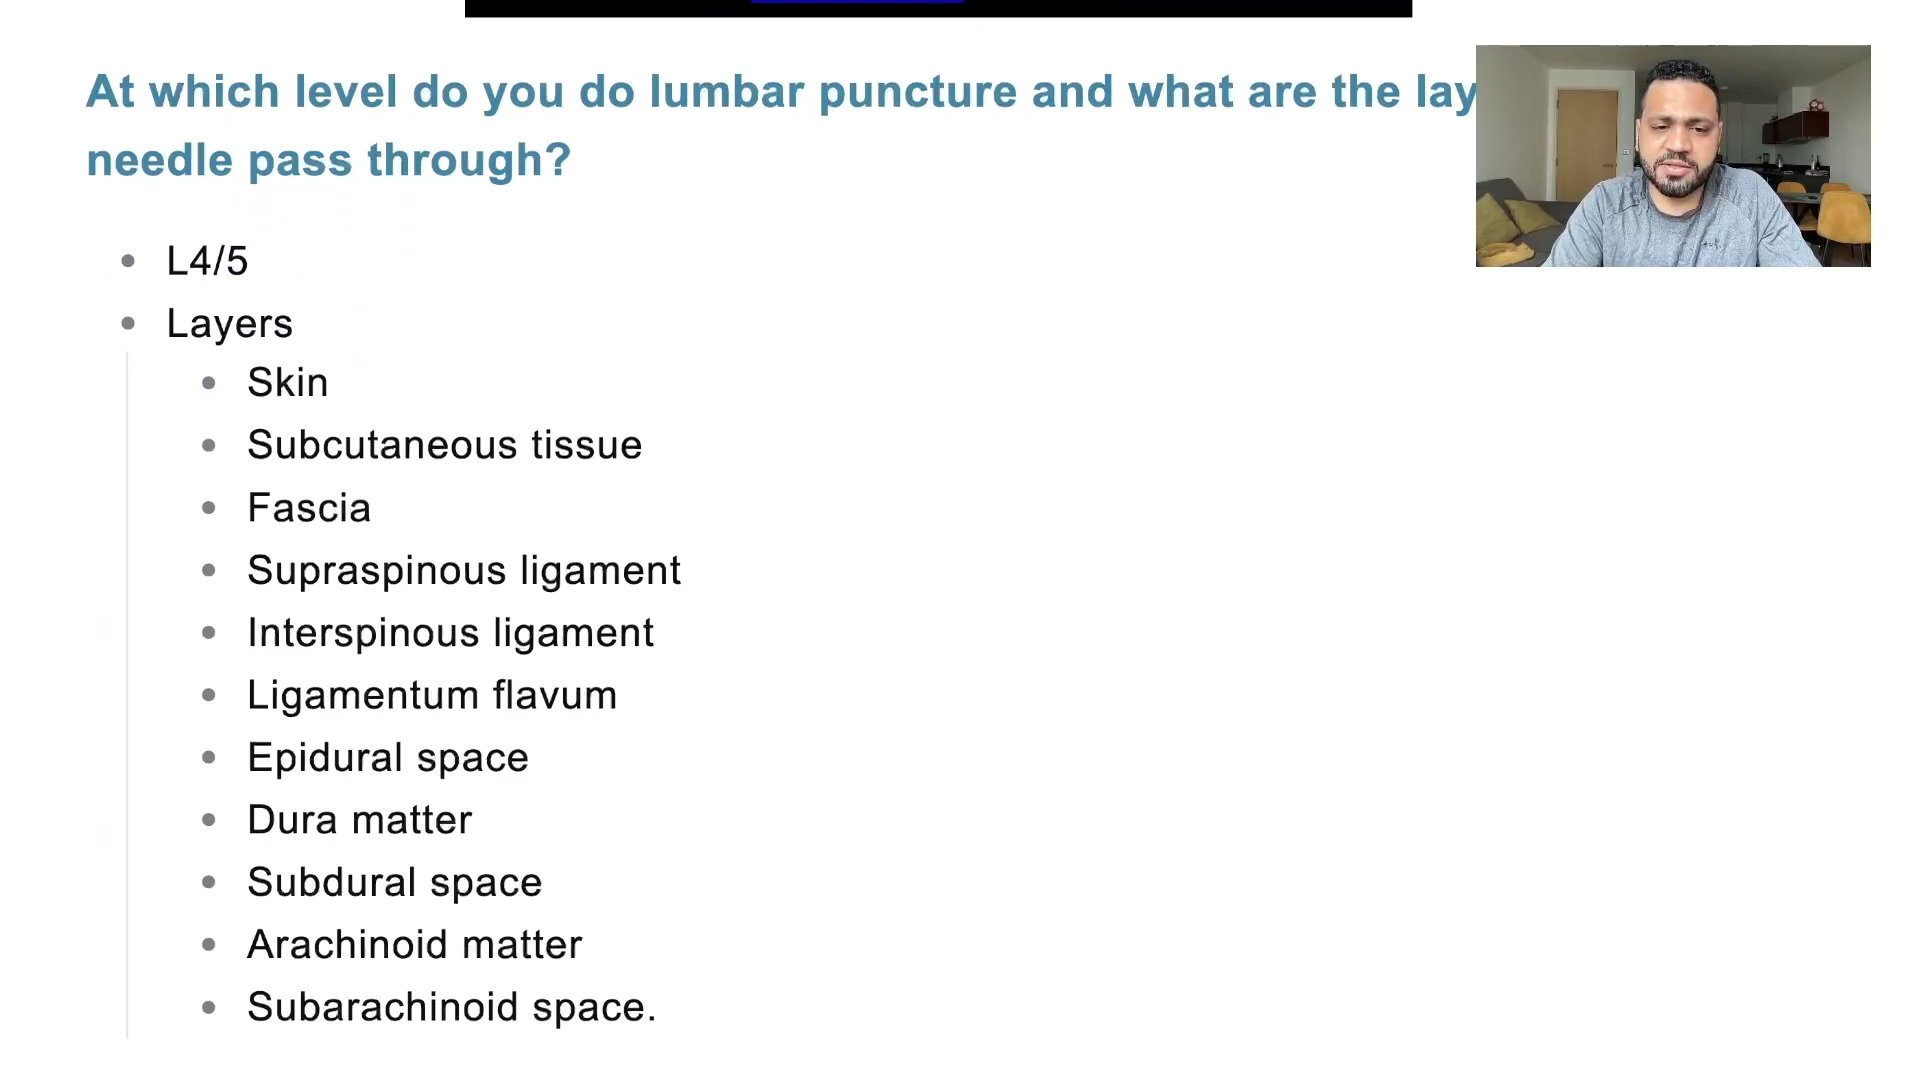 At which level do you do lumbar puncture and what are the lay
needle pass through?
L4/5
Layers
Skin
Subcutaneous tissue
Fascia
Supraspinous ligament
Interspinous ligament
Ligamentum flavum
Epidural space
Dura matter
Subdural space
Arachinoid matter
Subarachinoid space.